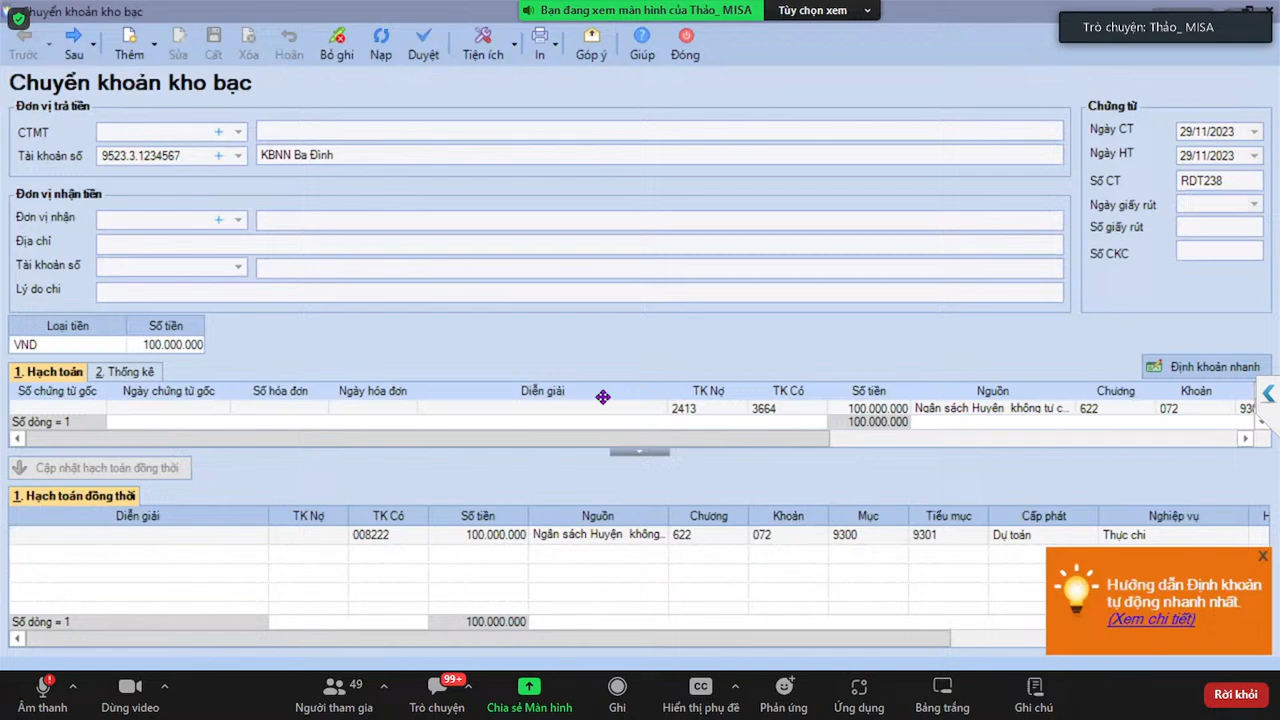 Chuyển khoản kho bạc
Bạn đang xem màn hình của Thảo_ MISA
Tùy chọn xem
Trò chuyện: Thảo_ MISA
Trước
Sau
Thêm
Sửa
Cất
Xóa
Hoãn
Bỏ ghi
Nạp
Duyệt
Tiện ích
In
Góp ý
Giúp
Đóng
Chuyển khoản kho bạc
Đơn vị trả tiền
CTMT
Tài khoản số 9523.3.1234567 KBNN Ba Đình
Đơn vị nhận tiền
Đơn vị nhận
Địa chỉ
Tài khoản số
Lý do chi
Chứng từ
Ngày CT 29/11/2023
Ngày HT 29/11/2023
Số CT RDT238
Ngày giấy rút
Số giấy rút
Số CKC
Loại tiền Số tiền
VND 100.000.000
1. Hạch toán 2. Thống kê
Định khoản nhanh
Số chứng từ gốc Ngày chứng từ gốc Số hóa đơn Ngày hóa đơn Diễn giải TK Nợ TK Có Số tiền Nguồn Chương Khoản
2413 3664 100.000.000 Ngân sách Huyện không tự c... 622 072 930
Số dòng = 1 100.000.000
Cập nhật hạch toán đồng thời
1. Hạch toán đồng thời
Diễn giải TK Nợ TK Có Số tiền Nguồn Chương Khoản Mục Tiểu mục Cấp phát Nghiệp vụ H
008222 100.000.000 Ngân sách Huyện không... 622 072 9300 9301 Dự toán Thực chi
Số dòng = 1 100.000.000
Hướng dẫn Định khoản
tự động nhanh nhất.
(Xem chi tiết)
X
Âm thanh
Dừng video
49
Người tham gia
99+
Trò chuyện
Chia sẻ Màn hình
Ghi
CC
Hiển thị phụ đề
Phản ứng
Ứng dụng
Bảng trắng
Ghi chú
Rời khỏi